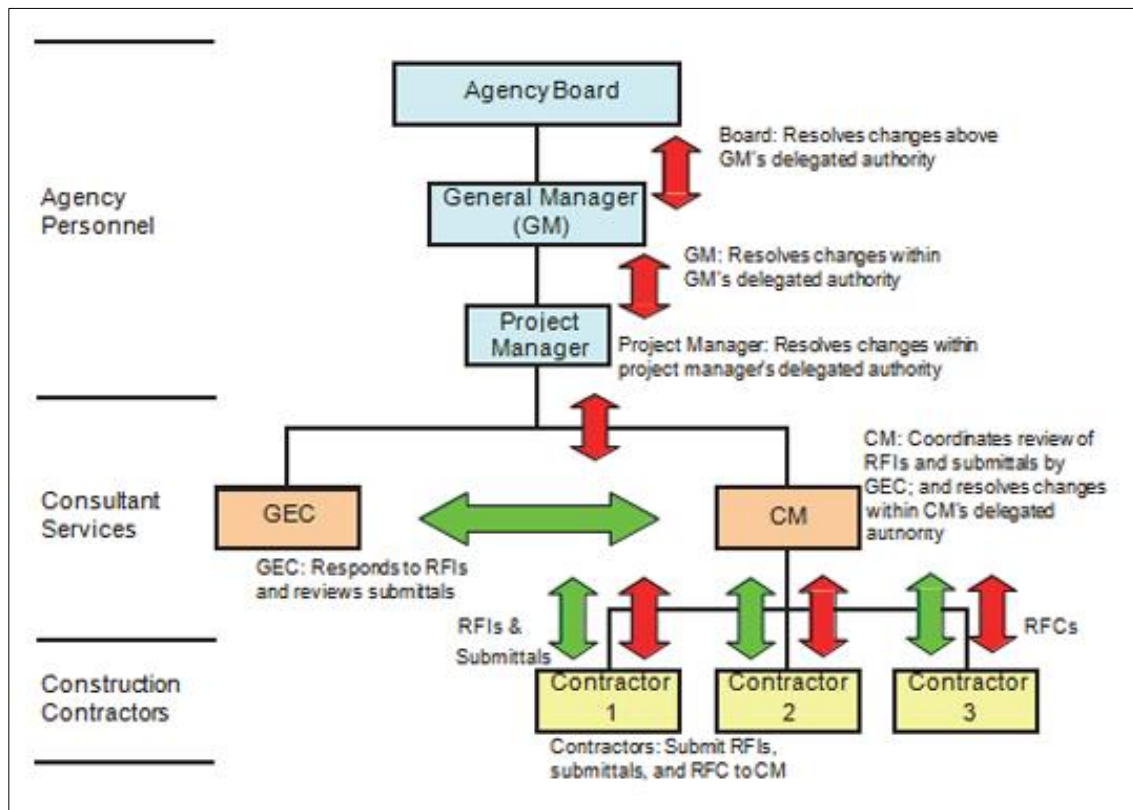 Agency Board
Board: Resolves changes above
GM's delegated authority
Agency
Personnel
General Manager
(GM)
GM: Resolves changes within
GM's delegated authority
Project
Manager
Project Manager: Resolves changes within
project manager's delegated authority
Consultant
Services
GEC
GEC: Responds to RFIs
and reviews submittals
CM
CM: Coordinates review of
RFIs and submittals by
GEC; and resolves changes
within CM's delegated
authority
RFIs &
Submittals
RFCs
Construction
Contractors
Contractor
1
Contractor
2
Contractor
3
Contractors: Submit RFIs,
submittals, and RFC to CM